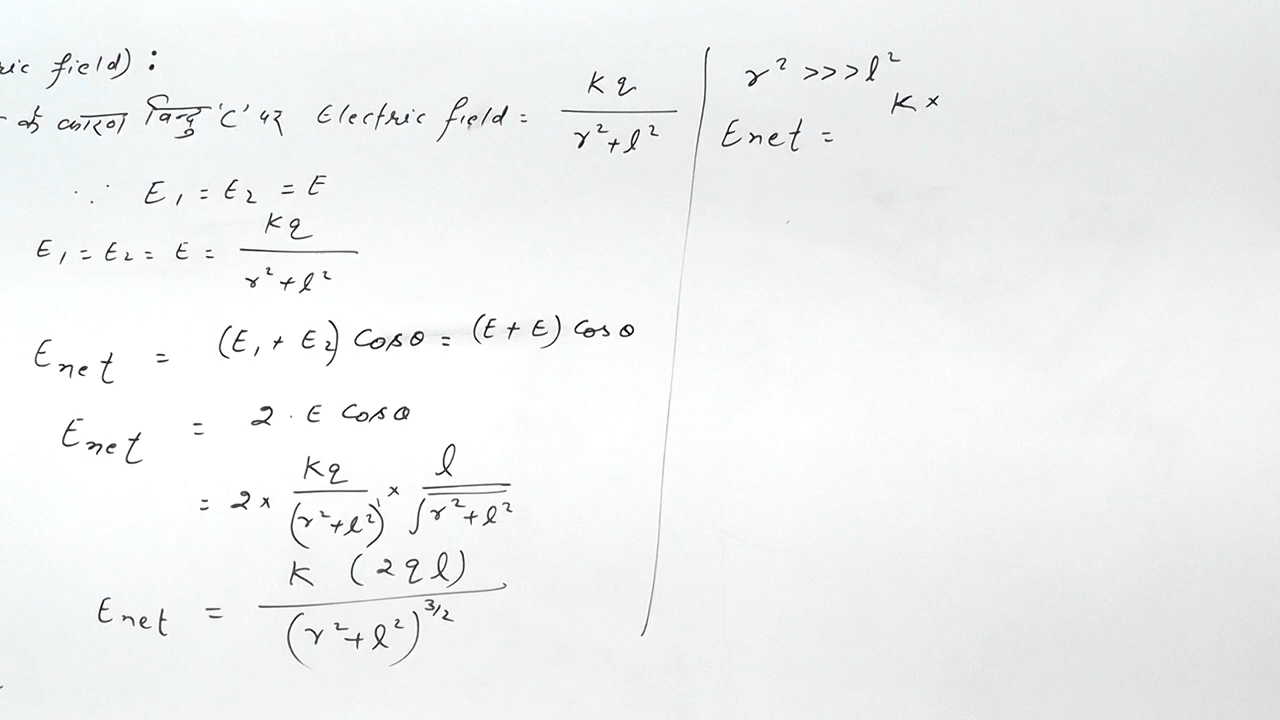 ric field) :
के कारण बिन्दु 'C' पर Electric field = Kq / r² + l²
∵ E₁ = E₂ = E
E₁ = E₂ = E = Kq / r² + l²
Enet = (E₁ + E₂) Cosθ = (E + E) Cosθ
Enet = 2 . E Cosθ
= 2 × Kq / (r² + l²)¹ × l / √r² + l²
Enet = K (2ql) / (r² + l²)^3/2
r² >>> l²
Enet = K ×